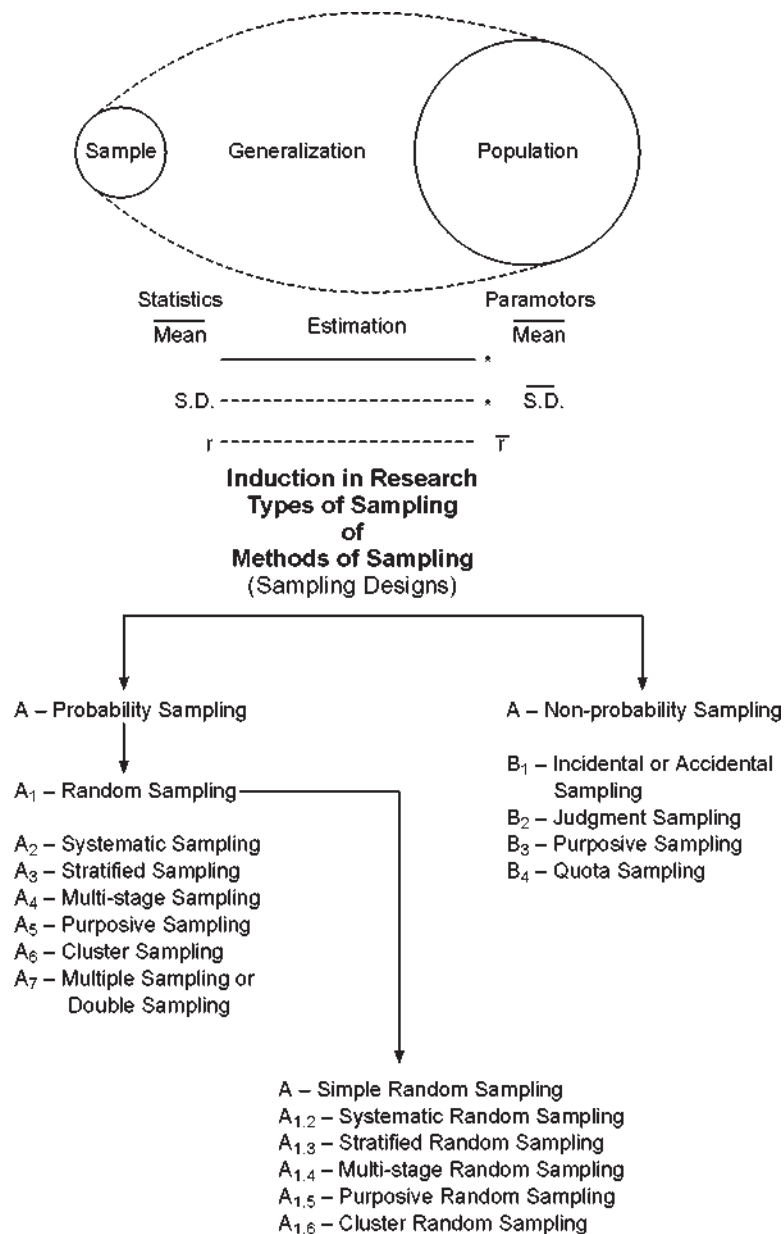 Sample Generalization Population
Statistics Paramotors
Mean Estimation Mean
*
S.D. * S.D.
r r
Induction in Research
Types of Sampling
of
Methods of Sampling
(Sampling Designs)
A – Probability Sampling
A – Non-probability Sampling
A1 – Random Sampling
A2 – Systematic Sampling
A3 – Stratified Sampling
A4 – Multi-stage Sampling
A5 – Purposive Sampling
A6 – Cluster Sampling
A7 – Multiple Sampling or
Double Sampling
B1 – Incidental or Accidental
Sampling
B2 – Judgment Sampling
B3 – Purposive Sampling
B4 – Quota Sampling
A – Simple Random Sampling
A1.2 – Systematic Random Sampling
A1.3 – Stratified Random Sampling
A1.4 – Multi-stage Random Sampling
A1.5 – Purposive Random Sampling
A1.6 – Cluster Random Sampling